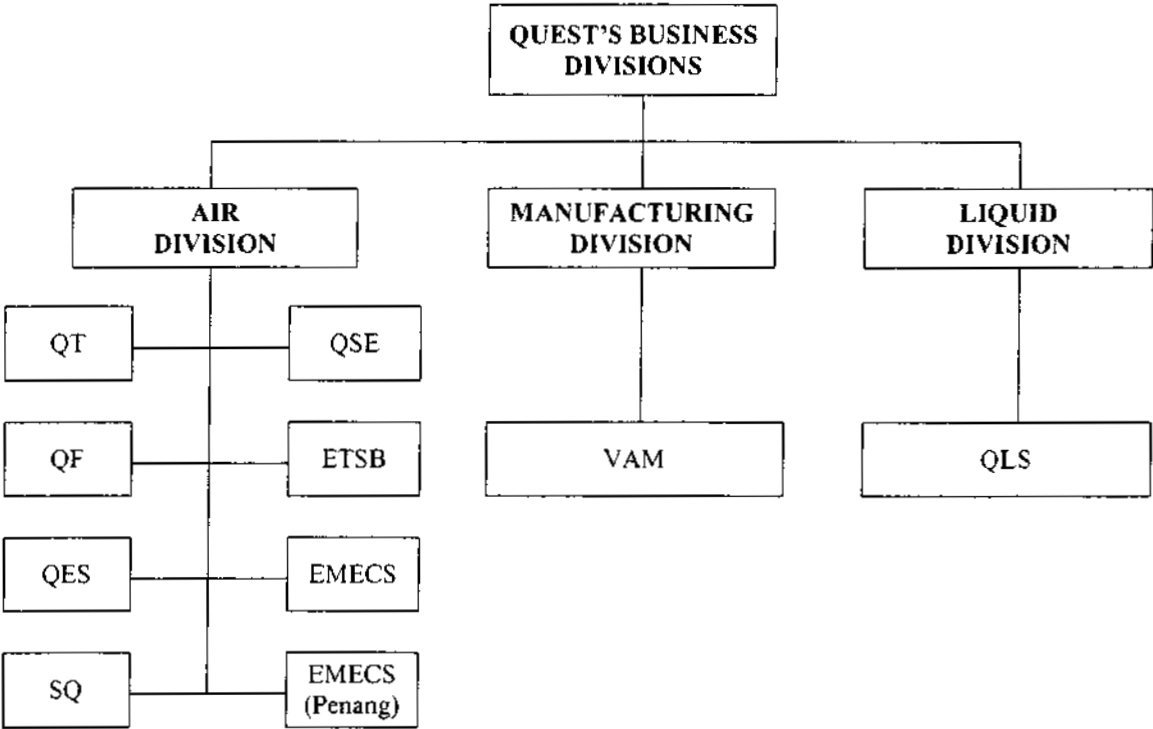 QUEST'S BUSINESS
DIVISIONS
AIR
DIVISION
MANUFACTURING
DIVISION
LIQUID
DIVISION
QT
QSE
QF
ETSB
VAM
QLS
QES
EMECS
SQ
EMECS
(Penang)